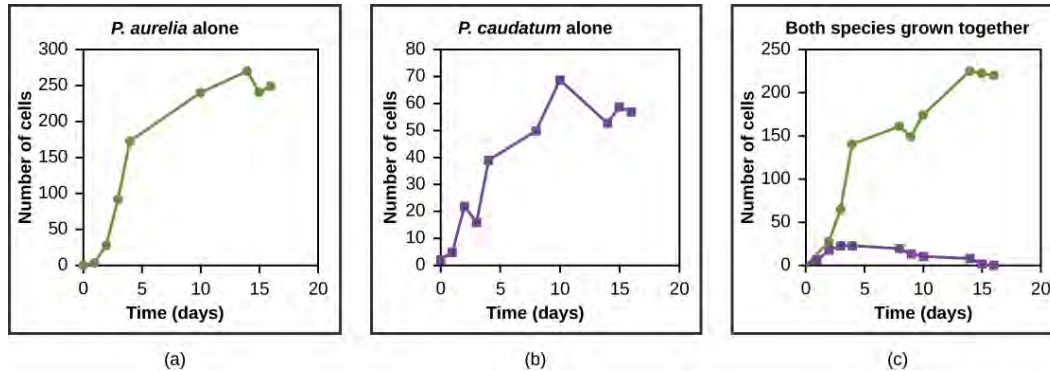 P. aurelia alone
300
250
200
150
100
50
0
Number of cells
0 5 10 15 20
Time (days)
(a)
P. caudatum alone
80
70
60
50
40
30
20
10
0
Number of cells
0 5 10 15 20
Time (days)
(b)
Both species grown together
250
200
150
100
50
0
Number of cells
0 5 10 15 20
Time (days)
(c)